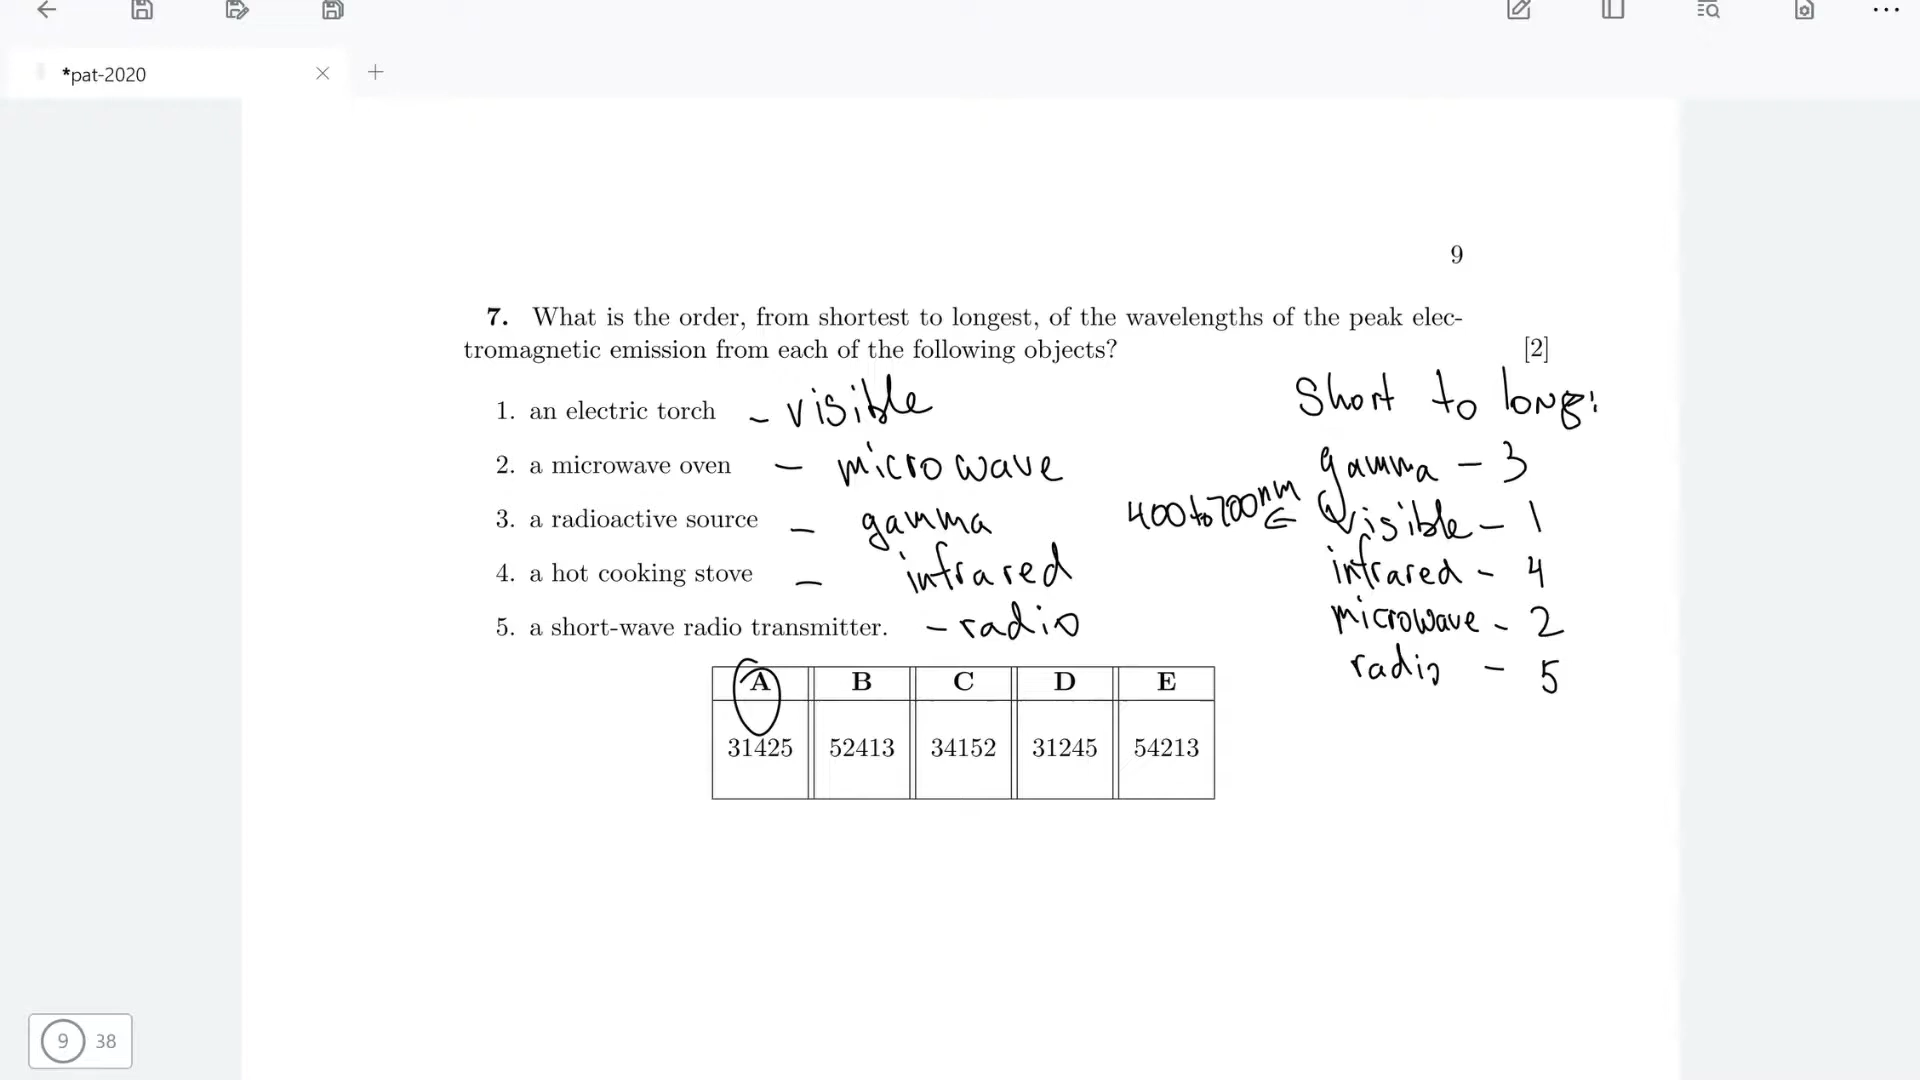 *pat-2020
9
7. What is the order, from shortest to longest, of the wavelengths of the peak elec-
tromagnetic emission from each of the following objects?
[2]
Short to long:
1. an electric torch - visible
2. a microwave oven - microwave
gamma - 3
3. a radioactive source - gamma
400 to 700nm
visible - 1
4. a hot cooking stove - infrared
infrared - 4
5. a short-wave radio transmitter. - radio
microwave - 2
radio - 5
A B C D E
31425 52413 34152 31245 54213
9 38